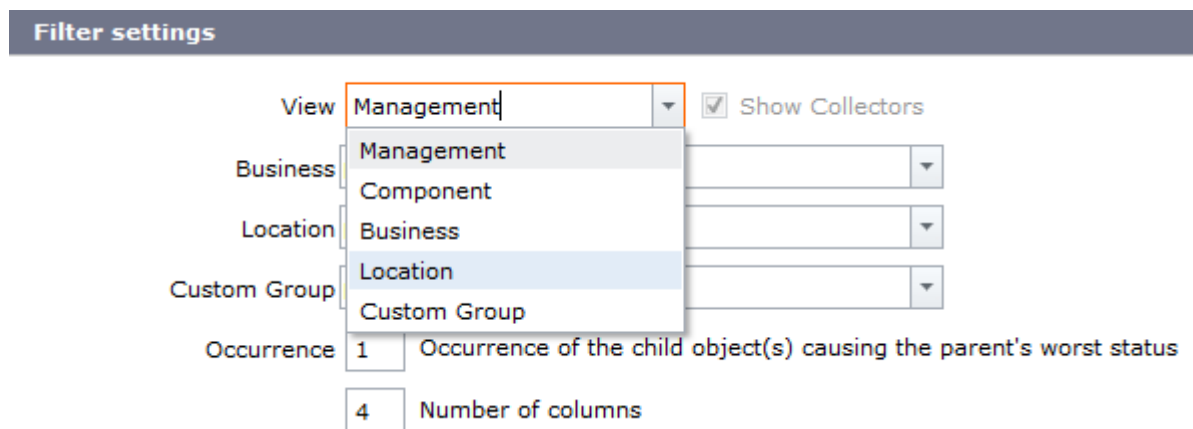 Filter settings
View Management Show Collectors
Management
Business
Component
Location
Business
Location
Custom Group
Custom Group
Occurrence 1 Occurrence of the child object(s) causing the parent's worst status
4 Number of columns